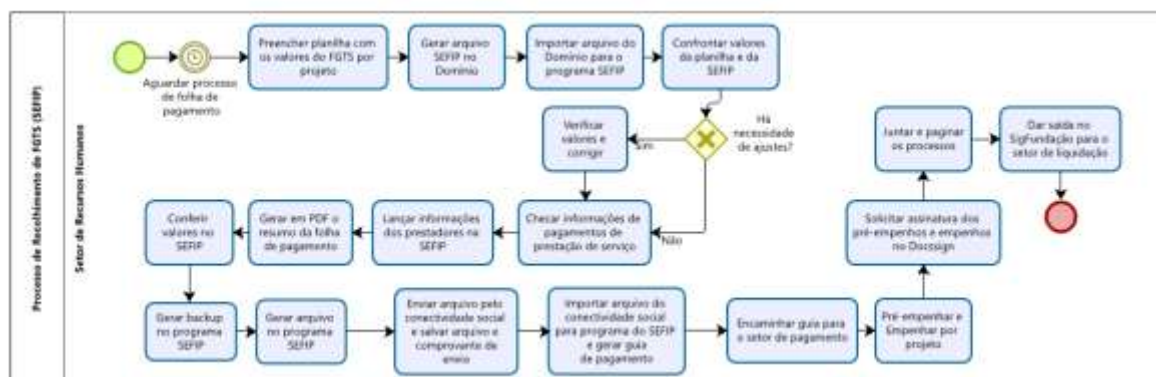 Processo de Recolhimento de FGTS (SEFIP)
Setor de Recursos Humanos
Aguardar processo
de folha de
pagamento
Preencher planilha com
os valores do FGTS por
projeto
Gerar arquivo
SEFIP no
Domínio
Importar arquivo do
Domínio para o
programa SEFIP
Confrontar valores
da planilha e da
SEFIP
Há
necessidade
de ajustes?
Sim
Verificar
valores e
corrigir
Não
Checar informações de
pagamentos de
prestação de serviço
Lançar informações
dos prestadores na
SEFIP
Gerar em PDF o
resumo da folha
de pagamento
Conferir
valores no
SEFIP
Gerar backup
no programa
SEFIP
Gerar arquivo
no programa
SEFIP
Enviar arquivo pelo
conectividade social
e salvar arquivo e
comprovante de
envio
Importar arquivo do
conectividade social
para programa do SEFIP
e gerar guia
de pagamento
Encaminhar guia para
o setor de pagamento
Pré-empenhar e
Empenhar por
projeto
Solicitar assinatura dos
pré-empenhos e empenhos
no Docssign
Juntar e paginar
os processos
Dar saída no
SigFundação para o
setor de liquidação